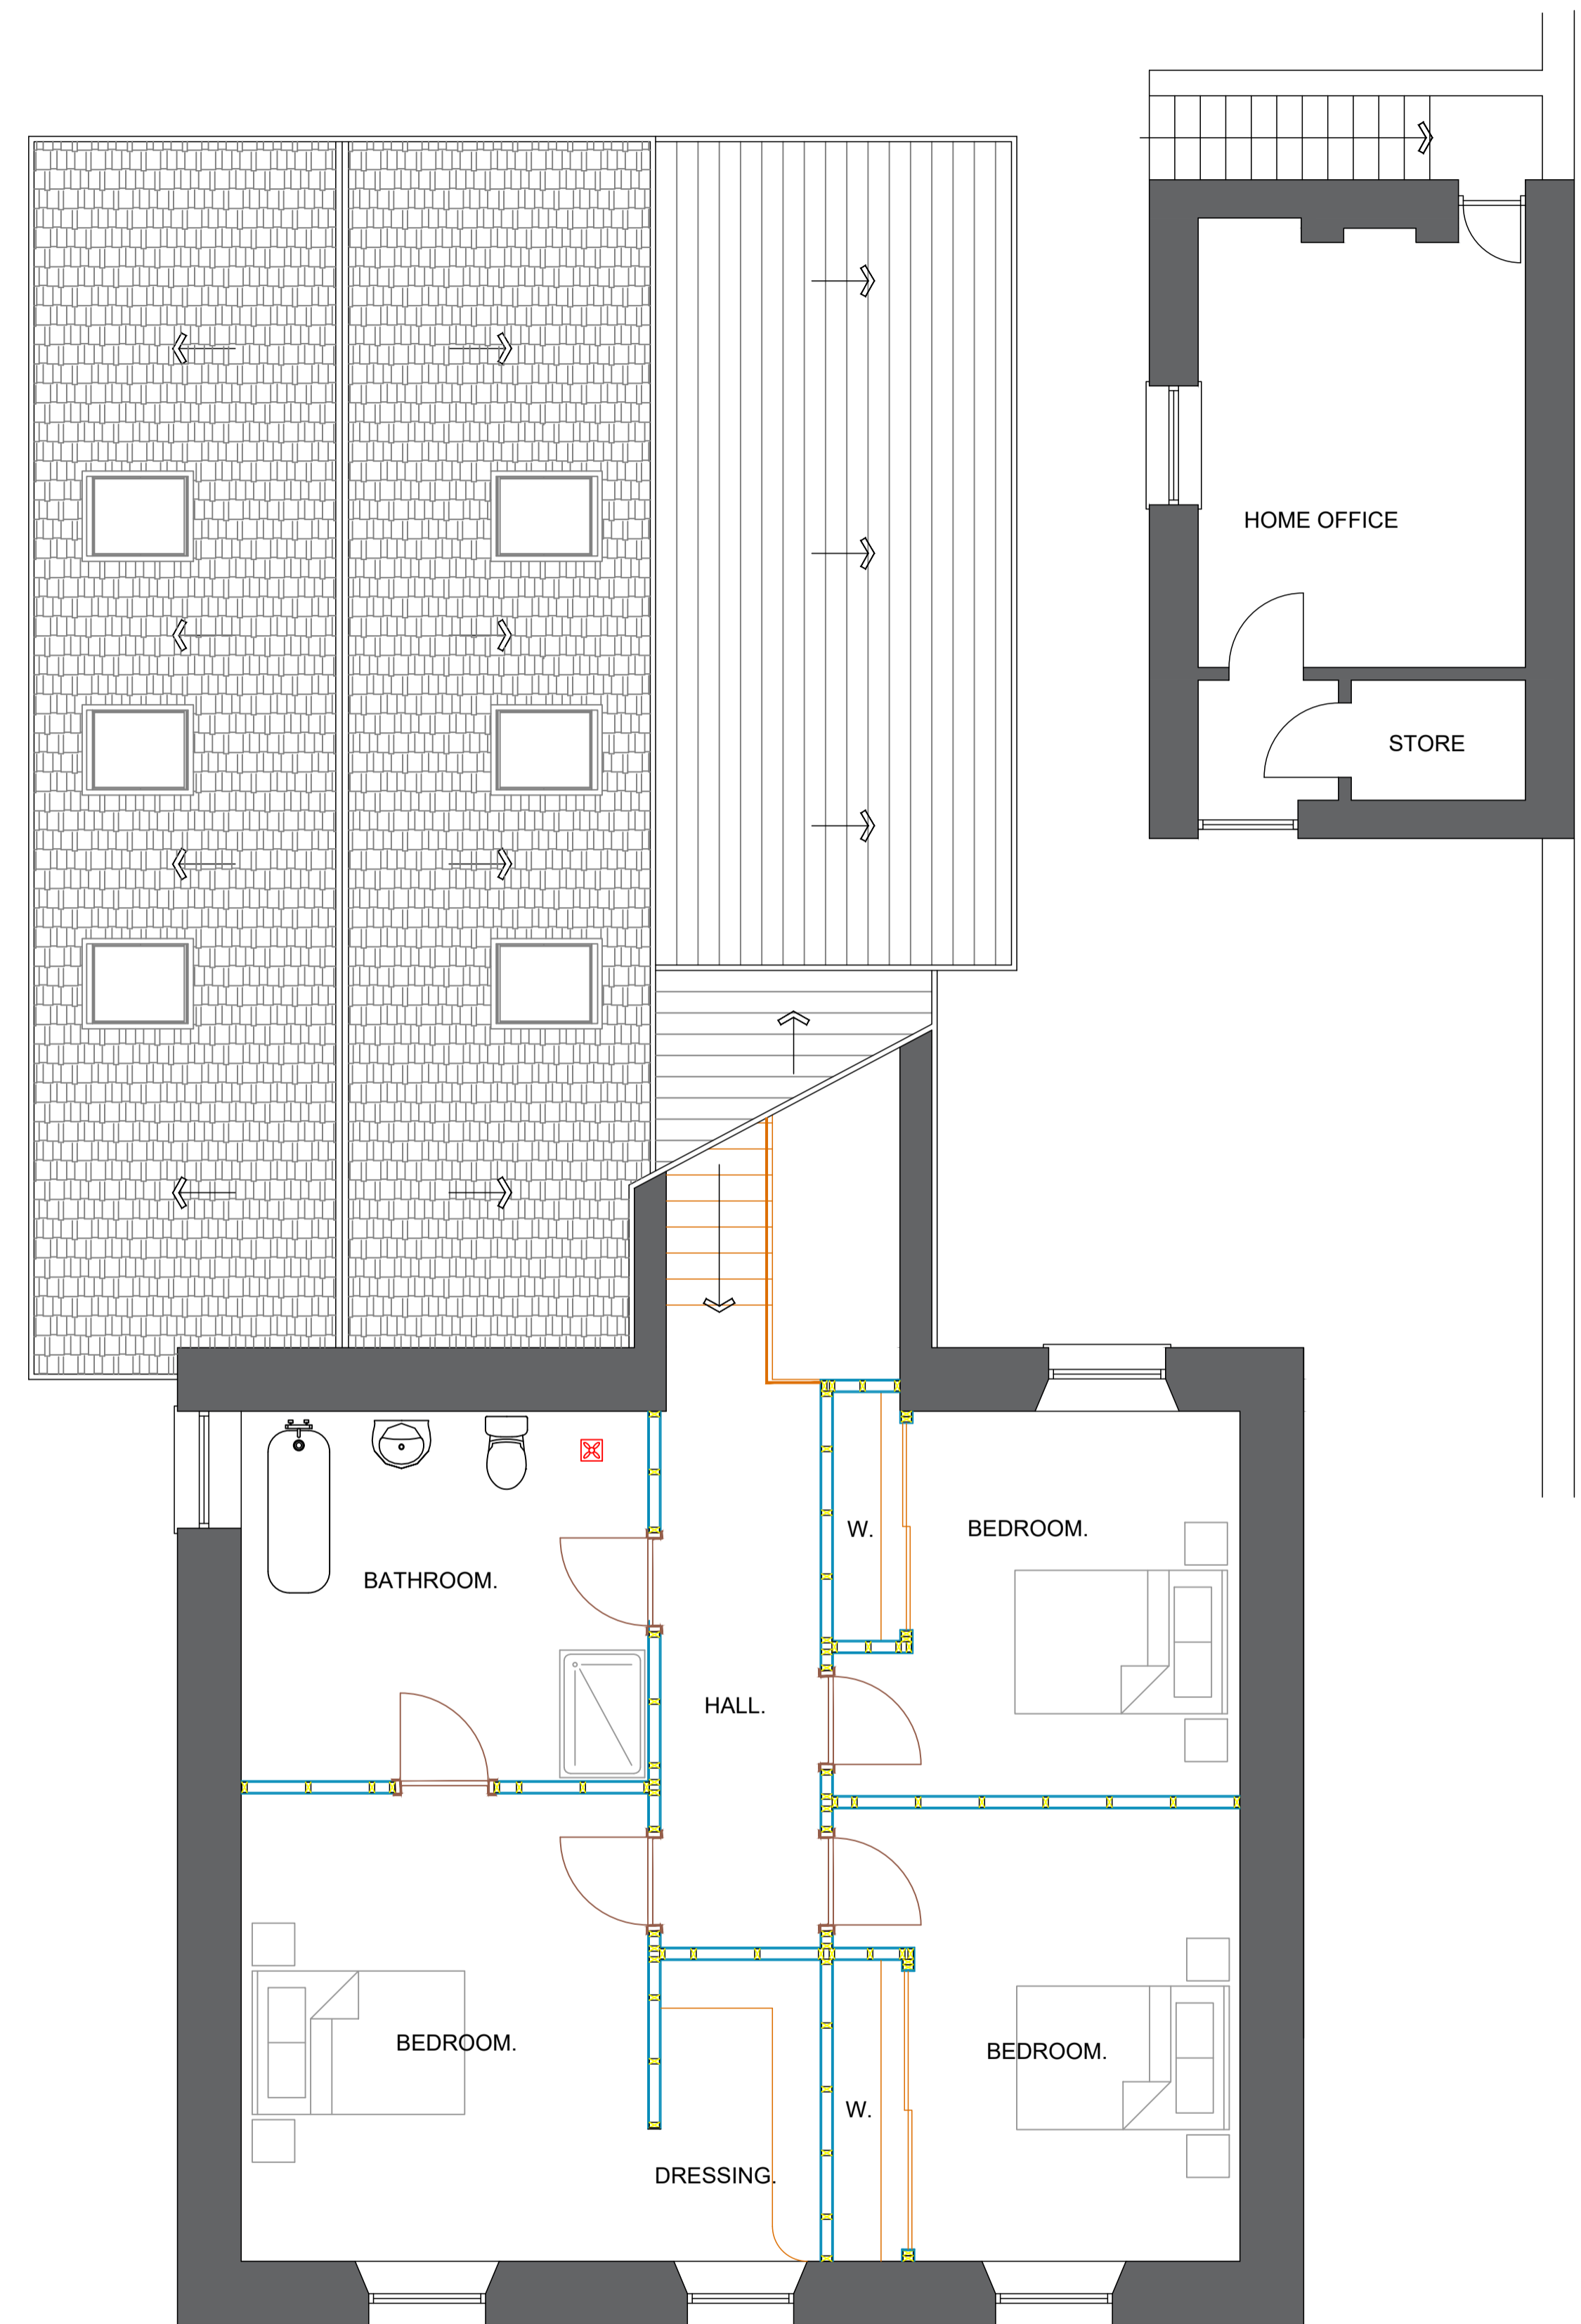 HOME OFFICE
STORE
W.
BEDROOM.
BATHROOM.
HALL.
BEDROOM.
BEDROOM.
W.
DRESSING.